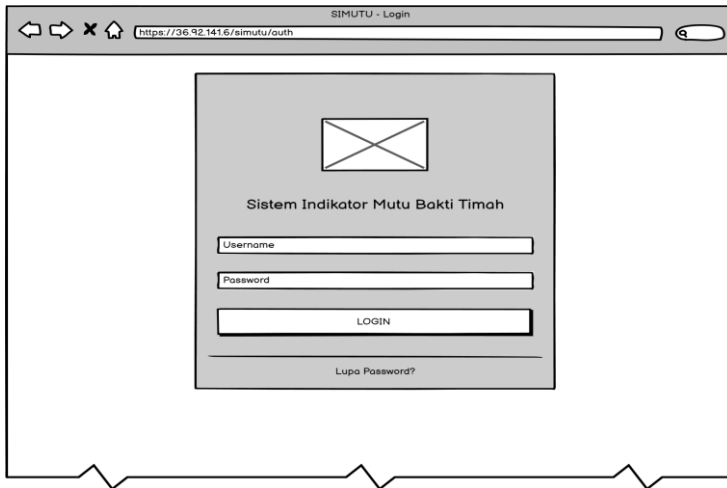 SIMUTU - Login
https://36.92.141.6/simutu/auth
Sistem Indikator Mutu Bakti Timah
Username
Password
LOGIN
Lupa Password?